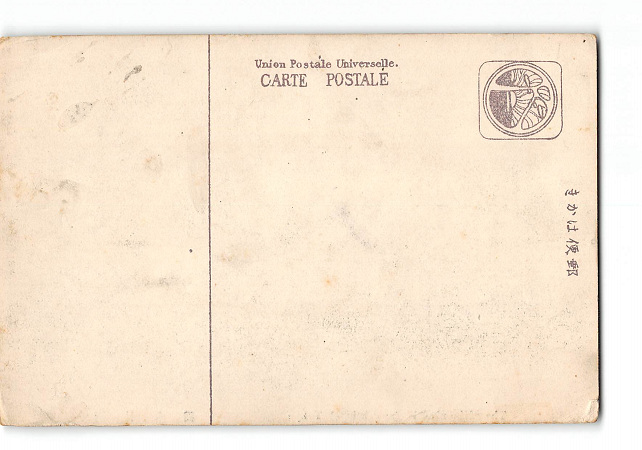 Union Postale Universelle.
CARTE POSTALE
きかは便郵